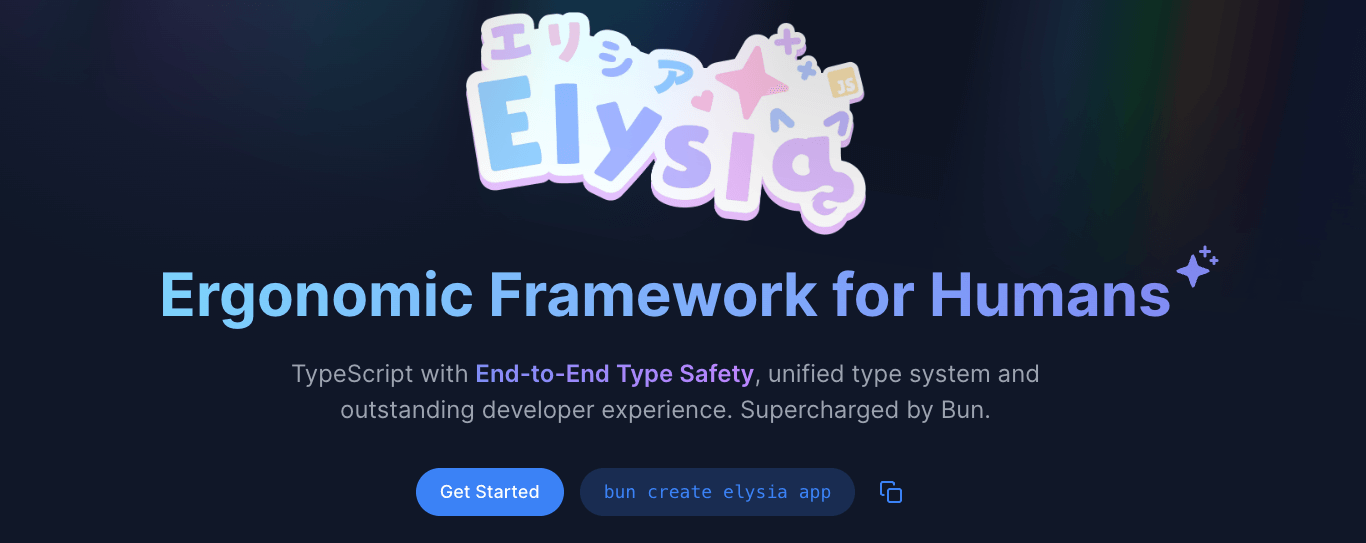 エリシア
Elysia
JS
Ergonomic Framework for Humans
TypeScript with End-to-End Type Safety, unified type system and
outstanding developer experience. Supercharged by Bun.
Get Started
bun create elysia app